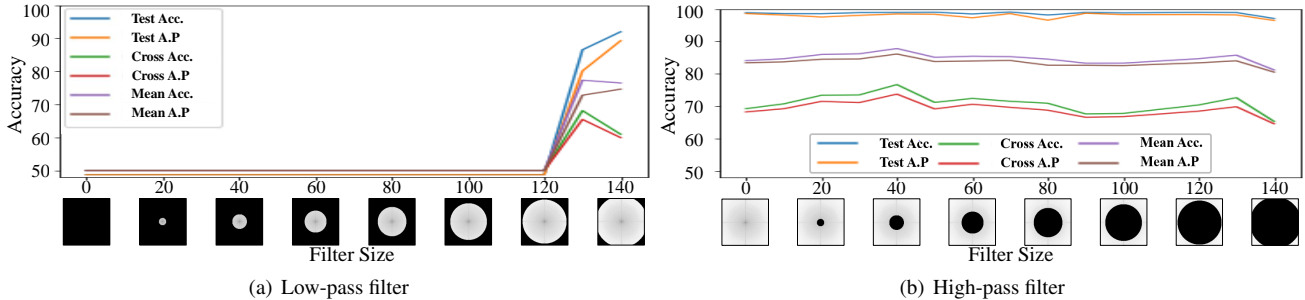 100
90
80
70
60
50
Accuracy
Test Acc.
Test A.P
Cross Acc.
Cross A.P
Mean Acc.
Mean A.P
0 20 40 60 80 100 120 140
Filter Size
(a) Low-pass filter
100
90
80
70
60
50
Accuracy
Test Acc. Cross Acc. Mean Acc.
Test A.P Cross A.P Mean A.P
0 20 40 60 80 100 120 140
Filter Size
(b) High-pass filter